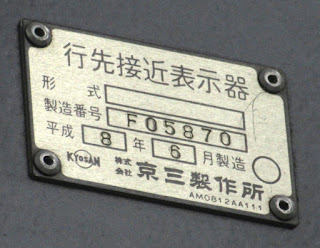 行先接近表示器
形式
製造番号 F05870
平成 8 年 6 月製造
KYOSAN 株式会社 京三製作所
AM0812AA111